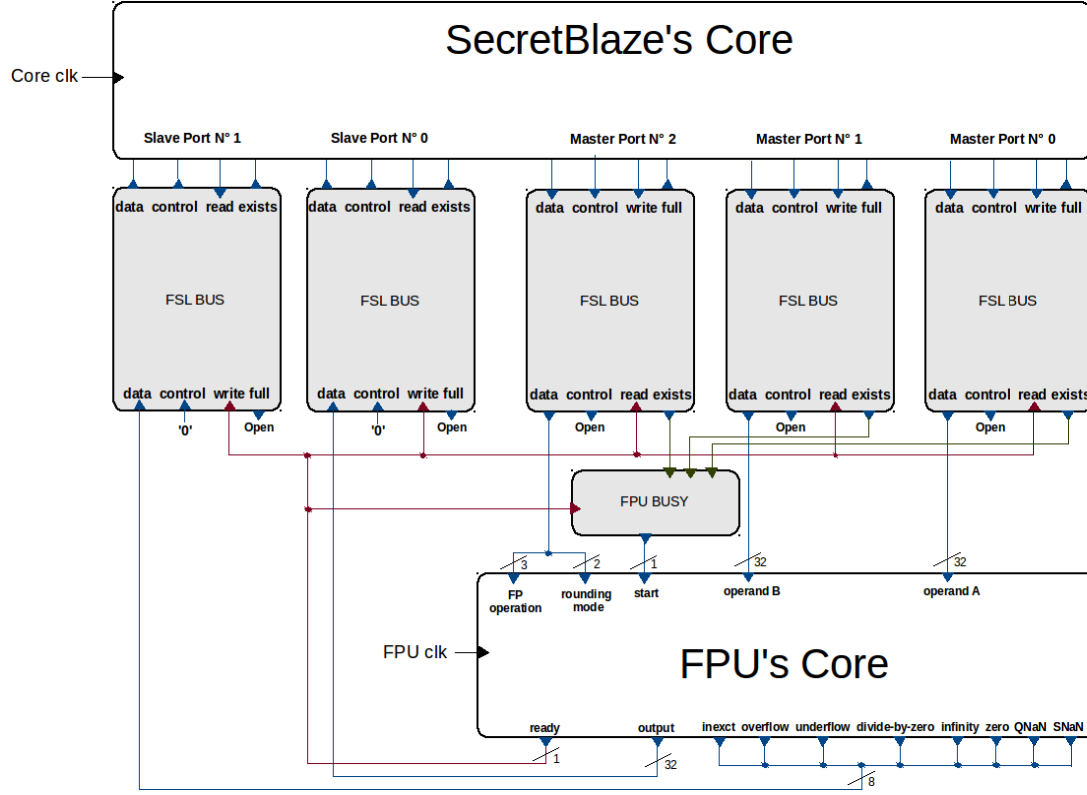 SecretBlaze's Core
Core clk
Slave Port N° 1
Slave Port N° 0
Master Port N° 2
Master Port N° 1
Master Port N° 0
data control read exists
data control read exists
data control write full
data control write full
data control write full
FSL BUS
FSL BUS
FSL BUS
FSL BUS
FSL BUS
data control write full
data control write full
data control read exists
data control read exists
data control read exists
'0'
Open
'0'
Open
Open
Open
Open
FPU BUSY
3
2
1
32
32
FP
operation
rounding
mode
start
operand B
operand A
FPU clk
FPU's Core
ready
output
inexct
overflow
underflow
divide-by-zero
infinity
zero
QNaN
SNaN
1
32
8